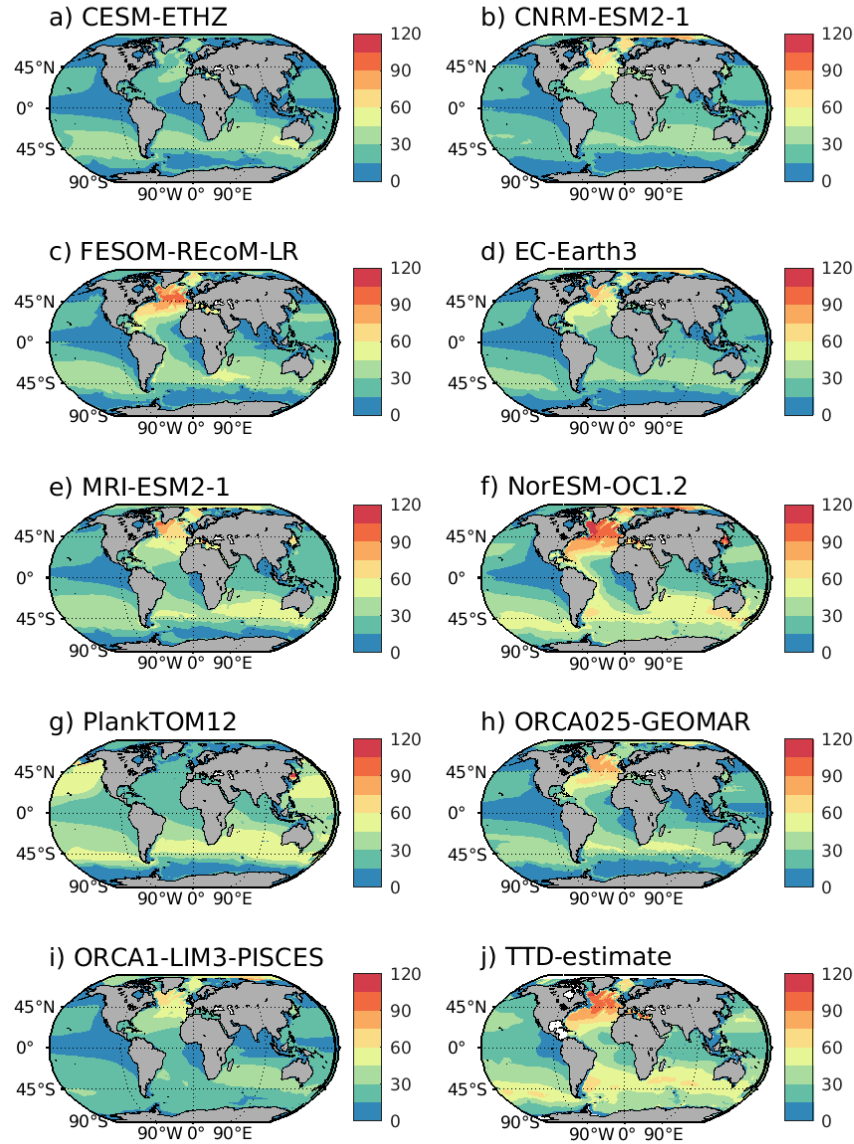 a) CESM-ETHZ
b) CNRM-ESM2-1
45°N
0°
45°S
90°S
90°W 0° 90°E
120
90
60
30
0
45°N
0°
45°S
90°S
90°W 0° 90°E
120
90
60
30
0
c) FESOM-REcoM-LR
d) EC-Earth3
45°N
0°
45°S
90°S
90°W 0° 90°E
120
90
60
30
0
45°N
0°
45°S
90°S
90°W 0° 90°E
120
90
60
30
0
e) MRI-ESM2-1
f) NorESM-OC1.2
45°N
0°
45°S
90°S
90°W 0° 90°E
120
90
60
30
0
45°N
0°
45°S
90°S
90°W 0° 90°E
120
90
60
30
0
g) PlankTOM12
h) ORCA025-GEOMAR
45°N
0°
45°S
90°S
90°W 0° 90°E
120
90
60
30
0
45°N
0°
45°S
90°S
90°W 0° 90°E
120
90
60
30
0
i) ORCA1-LIM3-PISCES
j) TTD-estimate
45°N
0°
45°S
90°S
90°W 0° 90°E
120
90
60
30
0
45°N
0°
45°S
90°S
90°W 0° 90°E
120
90
60
30
0